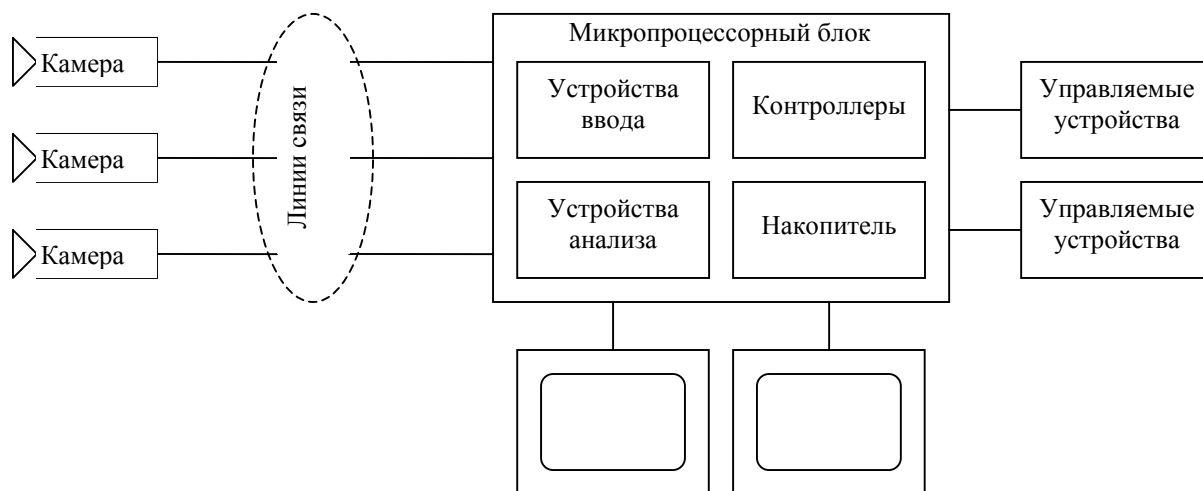 Микропроцессорный блок
Камера
Камера
Камера
Линии связи
Устройства
ввода
Контроллеры
Устройства
анализа
Накопитель
Управляемые
устройства
Управляемые
устройства